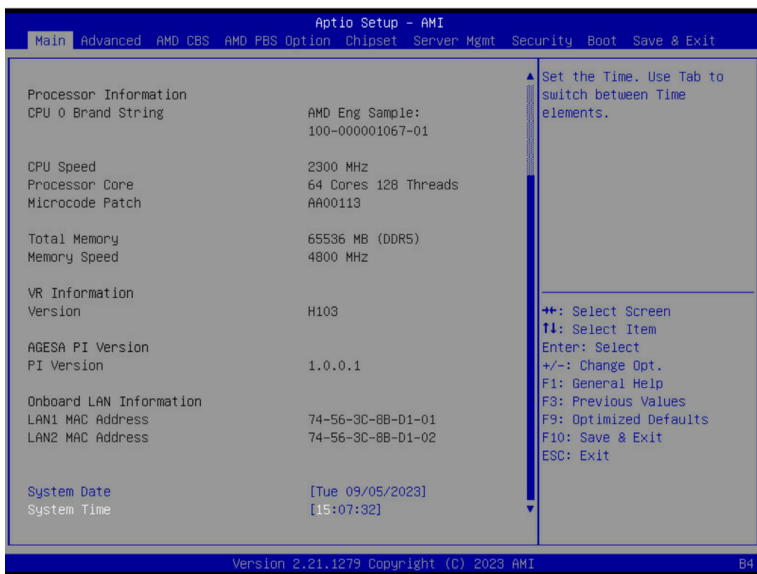 Aptio Setup - AMI
Main Advanced AMD CBS AMD PBS Option Chipset Server Mgmt Security Boot Save & Exit
Processor Information
CPU 0 Brand String AMD Eng Sample:
100-000001067-01
CPU Speed 2300 MHz
Processor Core 64 Cores 128 Threads
Microcode Patch AA00113
Total Memory 65536 MB (DDR5)
Memory Speed 4800 MHz
VR Information
Version H103
AGESA PI Version
PI Version 1.0.0.1
Onboard LAN Information
LAN1 MAC Address 74-56-3C-8B-D1-01
LAN2 MAC Address 74-56-3C-8B-D1-02
System Date [Tue 09/05/2023]
System Time [15:07:32]
Set the Time. Use Tab to
switch between Time
elements.
→←: Select Screen
↑↓: Select Item
Enter: Select
+/-: Change Opt.
F1: General Help
F3: Previous Values
F9: Optimized Defaults
F10: Save & Exit
ESC: Exit
Version 2.21.1279 Copyright (C) 2023 AMI
B4